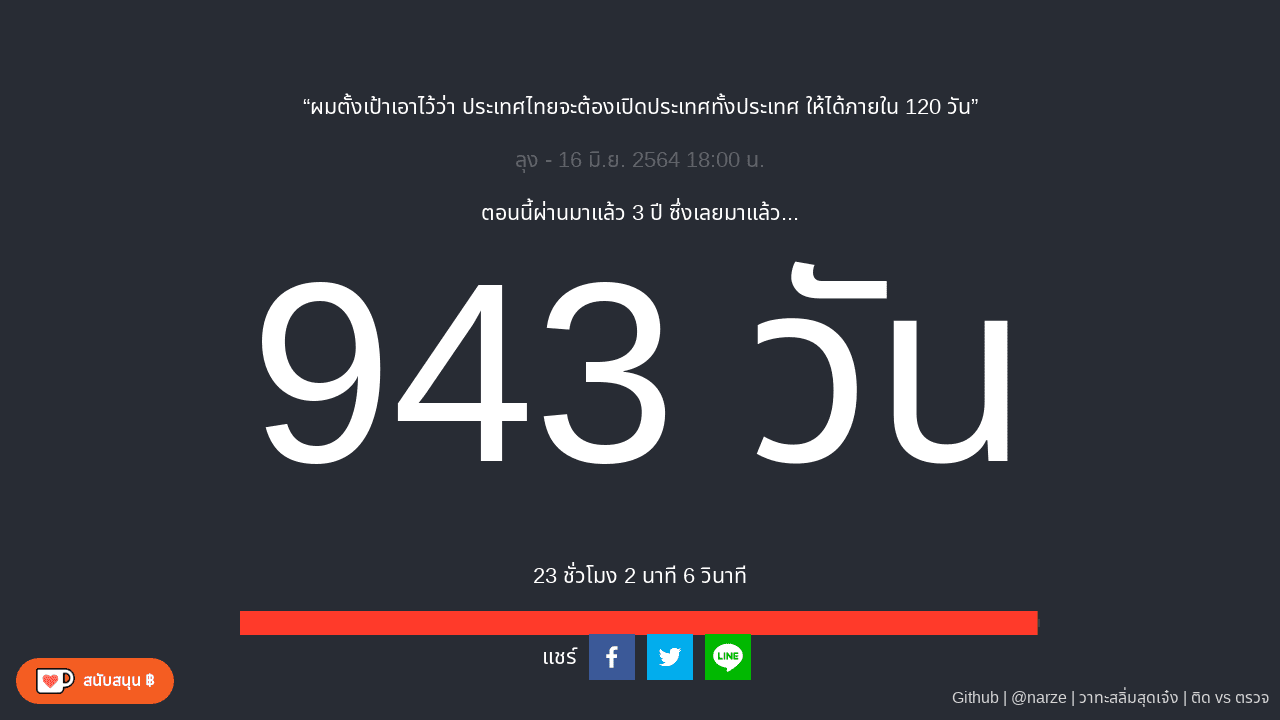 “ผมตั้งเป้าเอาไว้ว่า ประเทศไทยจะต้องเปิดประเทศทั้งประเทศ ให้ได้ภายใน 120 วัน”
ลุง - 16 มิ.ย. 2564 18:00 น.
ตอนนี้ผ่านมาแล้ว 3 ปี ซึ่งเลยมาแล้ว...
943 วัน
23 ชั่วโมง 2 นาที 6 วินาที
แชร์
LINE
สนับสนุน ฿
Github | @narze | วาทะสลิ่มสุดเจ๋ง | ติด vs ตรวจ